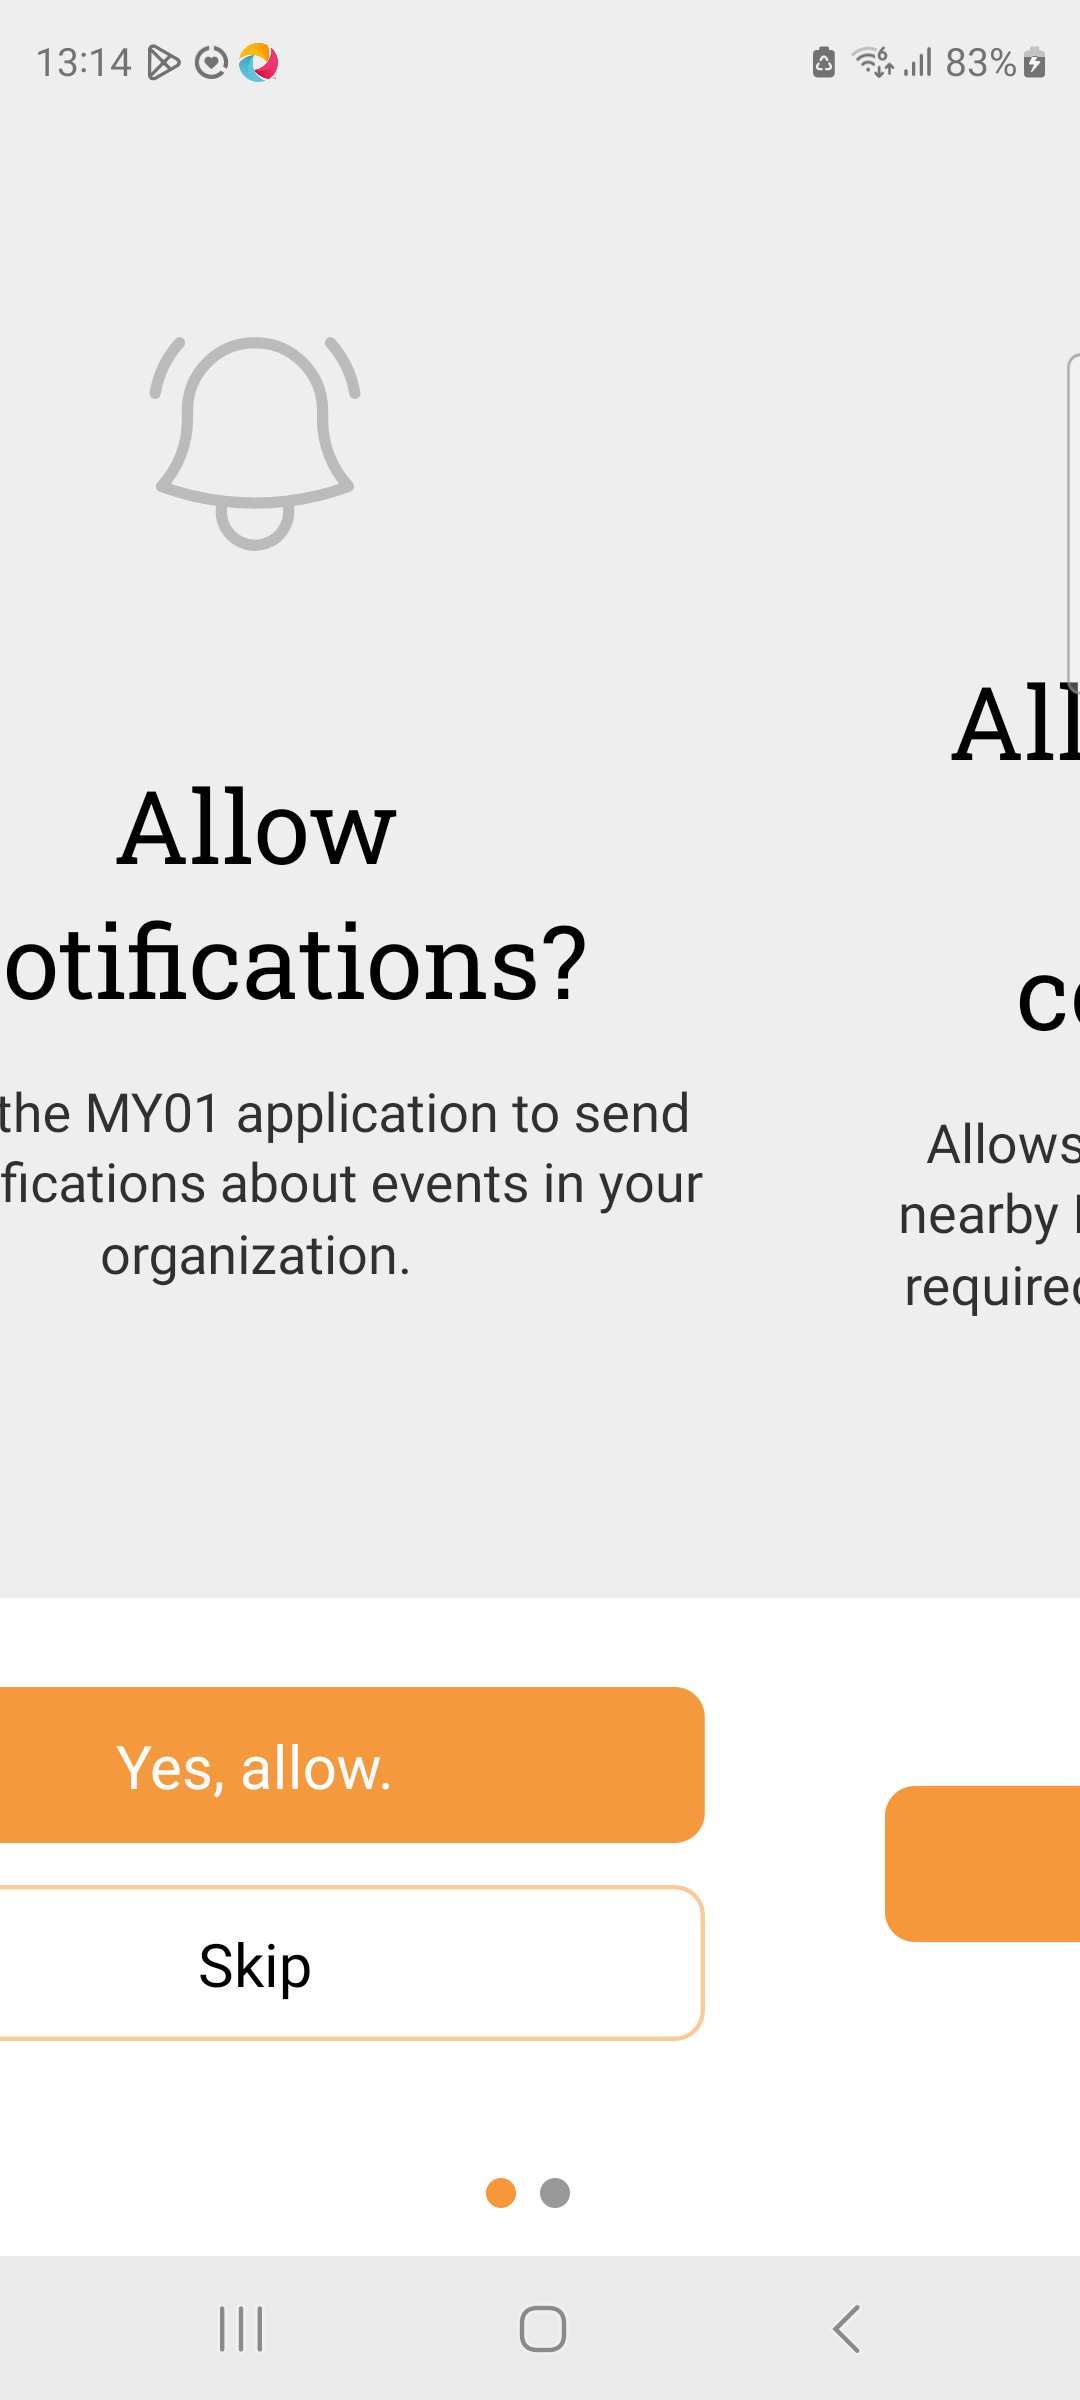 13:14
83%
Allow
otifications?
the MY01 application to send
fications about events in your
organization.
All
co
Allows
nearby
required
Yes, allow.
Skip